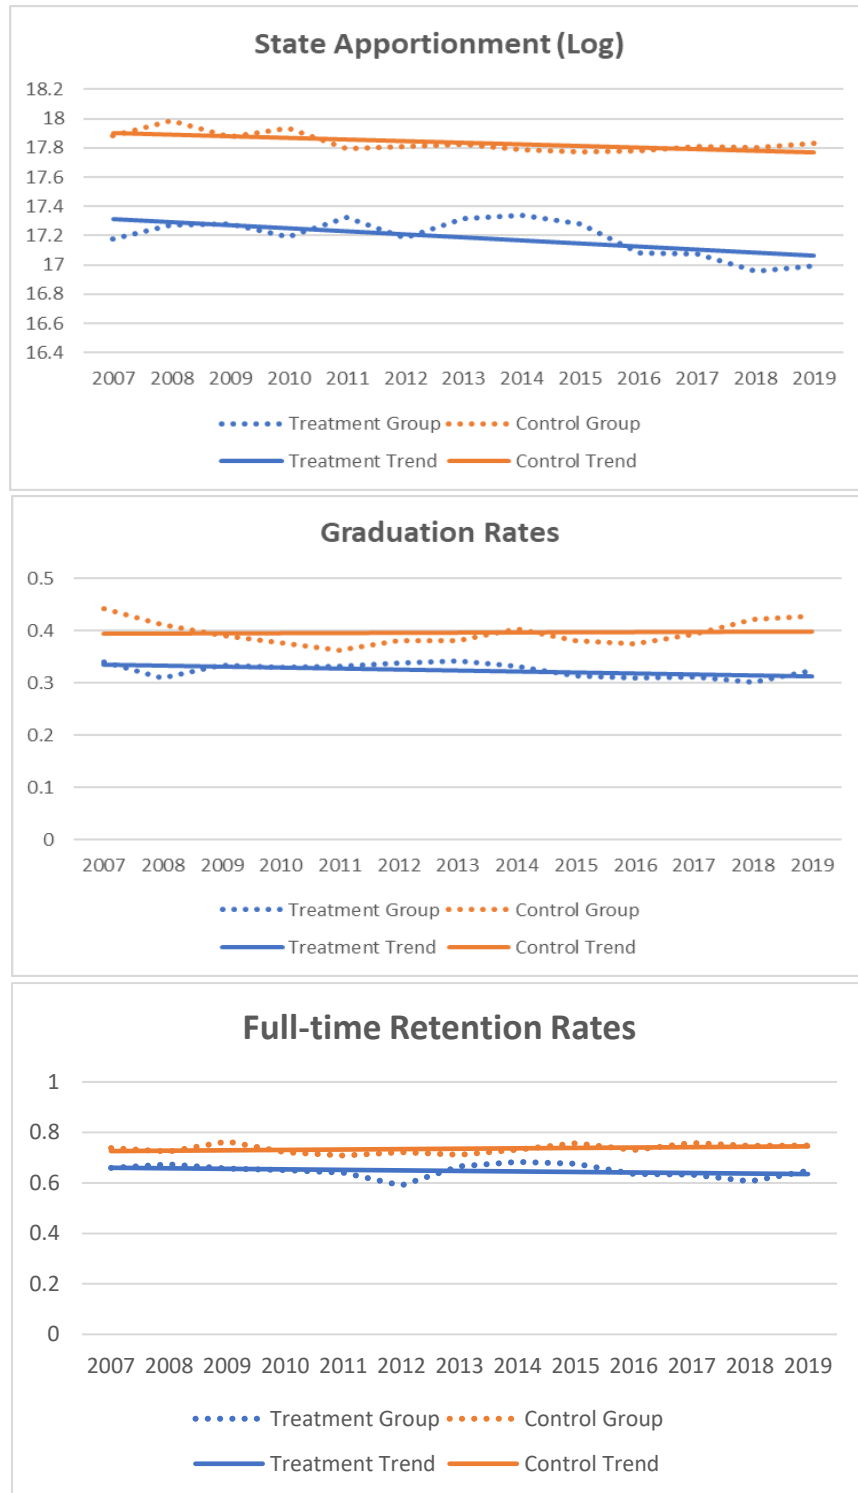 State Apportionment (Log)
18.2
18
17.8
17.6
17.4
17.2
17
16.8
16.6
16.4
2007 2008 2009 2010 2011 2012 2013 2014 2015 2016 2017 2018 2019
Treatment Group Control Group
Treatment Trend Control Trend
Graduation Rates
0.5
0.4
0.3
0.2
0.1
0
2007 2008 2009 2010 2011 2012 2013 2014 2015 2016 2017 2018 2019
Treatment Group Control Group
Treatment Trend Control Trend
Full-time Retention Rates
1
0.8
0.6
0.4
0.2
0
2007 2008 2009 2010 2011 2012 2013 2014 2015 2016 2017 2018 2019
Treatment Group Control Group
Treatment Trend Control Trend